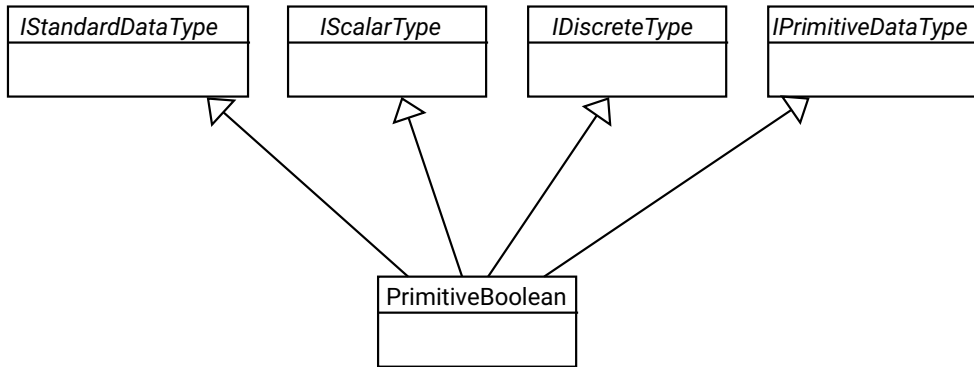 IStandardDataType
IScalarType
IDiscreteType
IPrimitiveDataType
PrimitiveBoolean